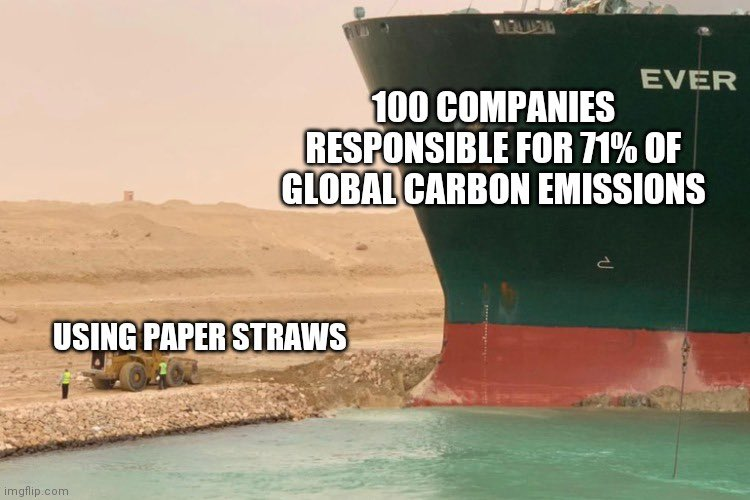 EVER
100 COMPANIES
RESPONSIBLE FOR 71% OF
GLOBAL CARBON EMISSIONS
USING PAPER STRAWS
imgflip.com